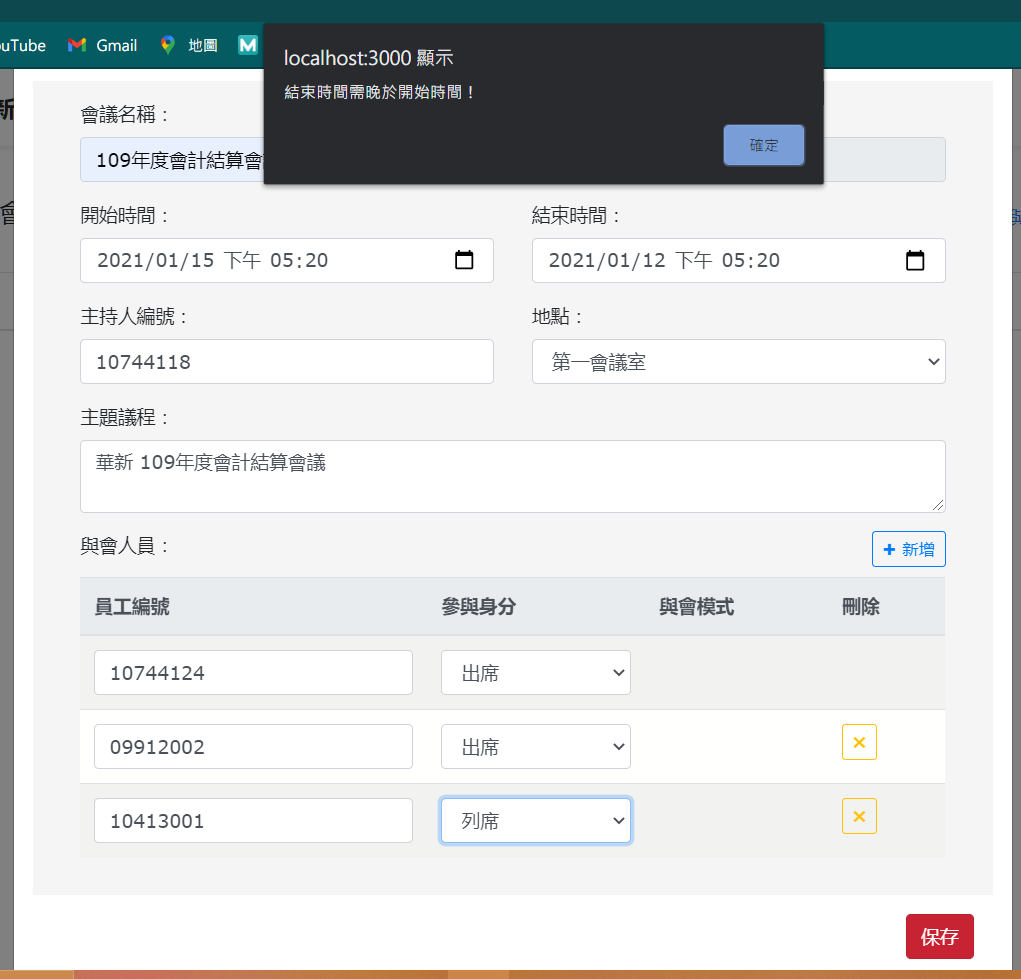 uTube Gmail 地圖
localhost:3000 顯示
結束時間需晚於開始時間！
確定
新
會
會議名稱：
109年度會計結算會
開始時間： 結束時間：
2021/01/15 下午 05:20 2021/01/12 下午 05:20
主持人編號： 地點：
10744118 第一會議室
主題議程：
華新 109年度會計結算會議
與會人員： + 新增
員工編號 參與身分 與會模式 刪除
10744124 出席
09912002 出席 ×
10413001 列席 ×
保存